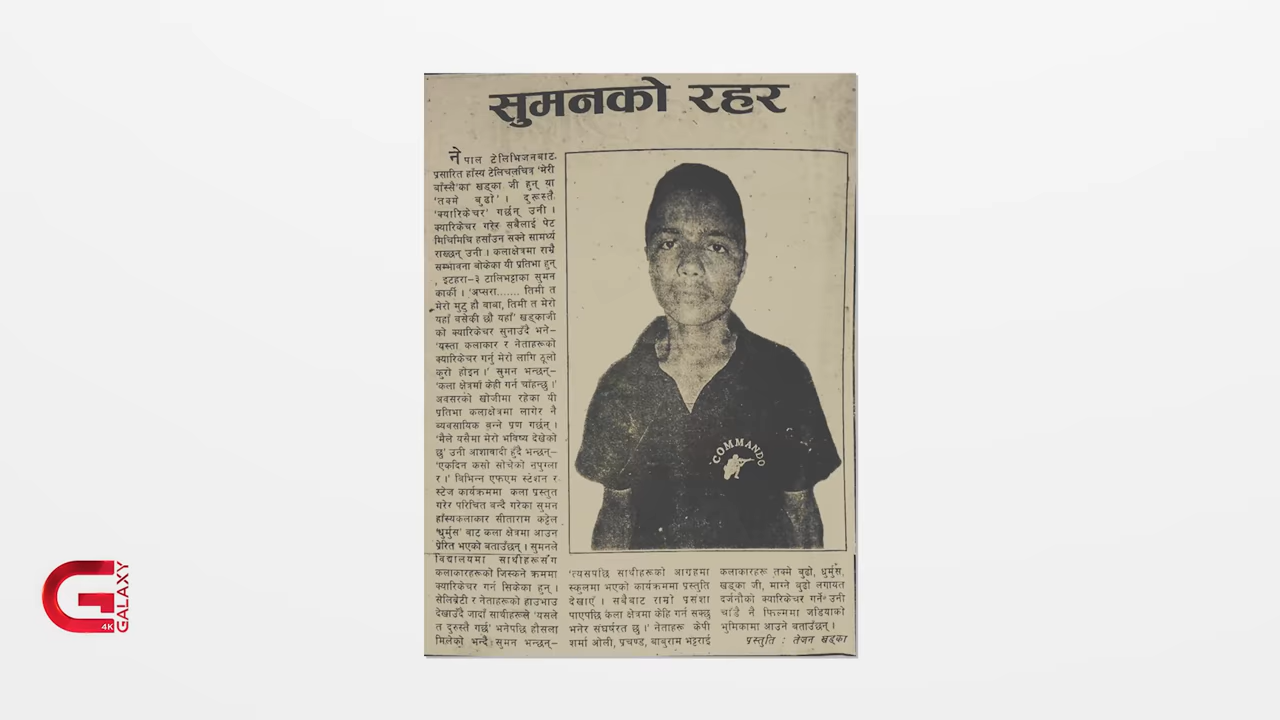 सुमनको रहर
नेपाल टेलिभिजनबाट
प्रसारित हाँस्य टेलिचलचित्र 'मेरी
बाँस्सै'का' खड्का जी हुन् या
'तक्मे बुढो' । दुरूस्तै
'क्यारिकेचर' गर्छन् उनी ।
क्यारिकेचर गरेर सबैलाई पेट
मिचिमिचि हसाँउन सक्ने सामर्थ्य
राख्छन् उनी । कलाक्षेत्रमा राम्रै
सम्भावना बोकेका यी प्रतिभा हुन्
, इटहरा–३ टालिभट्टाका सुमन
कार्की । 'अप्सरा....... तिमी त
मेरो मुटु हौ बाबा, तिमी त मेरो
यहाँ बसेकी छौ यहाँ' खड्काजी
को क्यारिकेचर सुनाउँदै भने–
'यस्ता कलाकार र नेताहरूको
क्यारिकेचर गर्नु मेरो लागि ठूलो
कुरो होइन ।' सुमन भन्छन्–
'कला क्षेत्रमाँ केही गर्न चाँहन्छु ।'
अवसरको खोजीमा रहेका यी
प्रतिभा कलाक्षेत्रमा लागेर नै
ब्यवसायिक बन्ने प्रण गर्छन् ।
'मैले यसैमा मेरो भविष्य देखेको
छु' उनी आशावादी हुँदै भन्छन्–
'एकदिन कसो सोचेको नपुग्ला
र ।' विभिन्न एफएम स्टेशन र
स्टेज कार्यक्रममा कला प्रस्तुत
गरेर परिचित बन्दै गरेका सुमन
हाँस्यकलाकार सीताराम कट्टेल
'धुर्मुस' बाट कला क्षेत्रमा आउन
प्रेरित भएको बताउँछन् । सुमनले
विद्यालयमा साथीहरूसँग
कलाकारहरूको जिस्कने क्रममा
क्यारिकेचर गर्न सिकेका हुन् ।
सेलिब्रेटी र नेताहरूको हाउभाउ
देखाउँदै जादाँ साथीहरूले 'यसले
त दुरुस्तै गर्छ' भनेपछि हौसला
मिलेको भन्दै सुमन भन्छन्–
'त्यसपछि साथीहरूको आग्रहमा
स्कूलमा भएको कार्यक्रममा प्रस्तुति
देखाएँ । सबैबाट राम्रो प्रसंशा
पाएपछि कला क्षेत्रमा केहि गर्न सक्छु
भनेर संघर्षरत छु ।' नेताहरू केपी
शर्मा ओली, प्रचण्ड, बाबुराम भट्टराई
कलाकारहरू तक्मे बुढो, धुर्मुस,
खड्का जी, माग्ने बुढो लगायत
दर्जनौको क्यारिकेचर गर्ने उनी
चाँडै नै फिल्ममा जडियाको
भुमिकामा आउने बताउँछन् ।
प्रस्तुति : तेजन खड्का
COMMANDO
GALAXY
4K